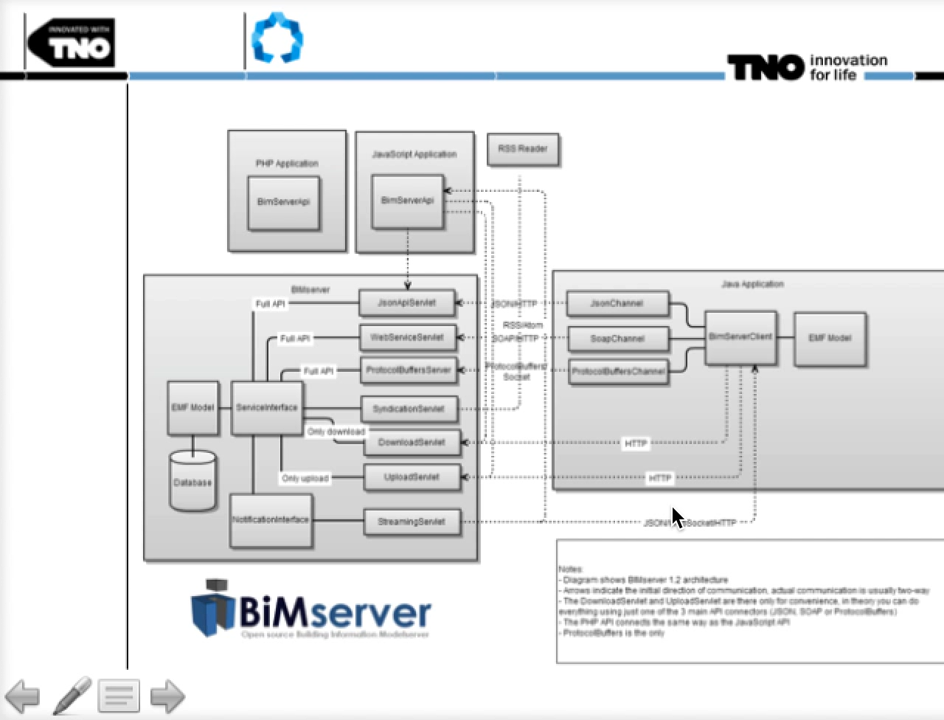 INNOVATED WITH
TNO
TNO innovation
for life
PHP Application
BimServerApi
JavaScript Application
BimServerApi
RSS Reader
BIMserver
Full API
JsonApiServlet
Full API
WebServiceServlet
Full API
ProtocolBuffersServer
EMF Model
ServiceInterface
SyndicationServlet
Only download
DownloadServlet
Database
Only upload
UploadServlet
NotificationInterface
StreamingServlet
JSON/HTTP
RSS/Atom
SOAP/HTTP
ProtocolBuffers/
Socket
Java Application
JsonChannel
SoapChannel
ProtocolBuffersChannel
BimServerClient
EMF Model
HTTP
HTTP
Notes:
- Diagram shows BIMserver 1.2 architecture
- Arrows indicate the initial direction of communication, actual communication is usually two-way
- The DownloadServlet and UploadServlet are there only for convenience, in theory you can do
everything using just one of the 3 main API connectors (JSON, SOAP or ProtocolBuffers)
- The PHP API connects the same way as the JavaScript API
- ProtocolBuffers is the only
BiMserver
Open source Building Information Modelserver